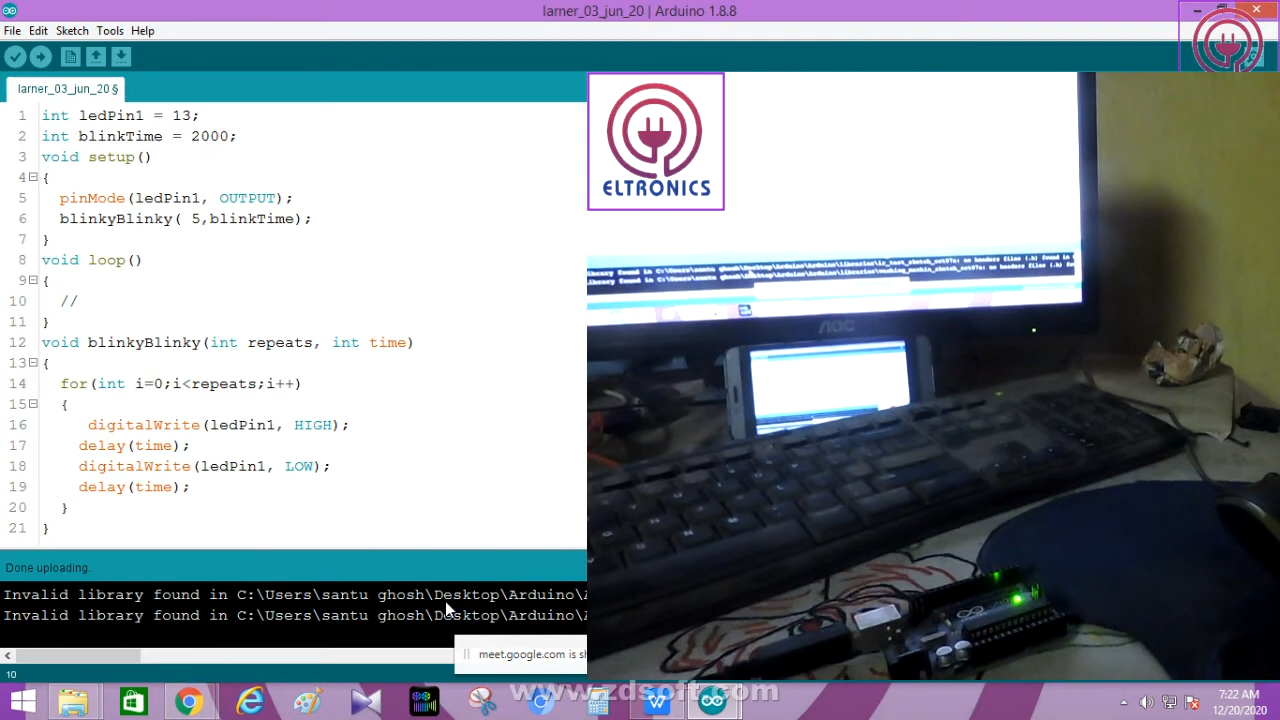 larner_03_jun_20 | Arduino 1.8.8
File Edit Sketch Tools Help
larner_03_jun_20 §
1 int ledPin1 = 13;
2 int blinkTime = 2000;
3 void setup()
4 {
5 pinMode(ledPin1, OUTPUT);
6 blinkyBlinky( 5,blinkTime);
7 }
8 void loop()
9 {
10 //
11 }
12 void blinkyBlinky(int repeats, int time)
13 {
14 for(int i=0;i<repeats;i++)
15 {
16 digitalWrite(ledPin1, HIGH);
17 delay(time);
18 digitalWrite(ledPin1, LOW);
19 delay(time);
20 }
21 }
ELTRONICS
AOC
Done uploading.
Invalid library found in C:\Users\santu ghosh\Desktop\Arduino\
Invalid library found in C:\Users\santu ghosh\Desktop\Arduino\
meet.google.com is sh
10
www.zdsoft.com
7:22 AM
12/20/2020